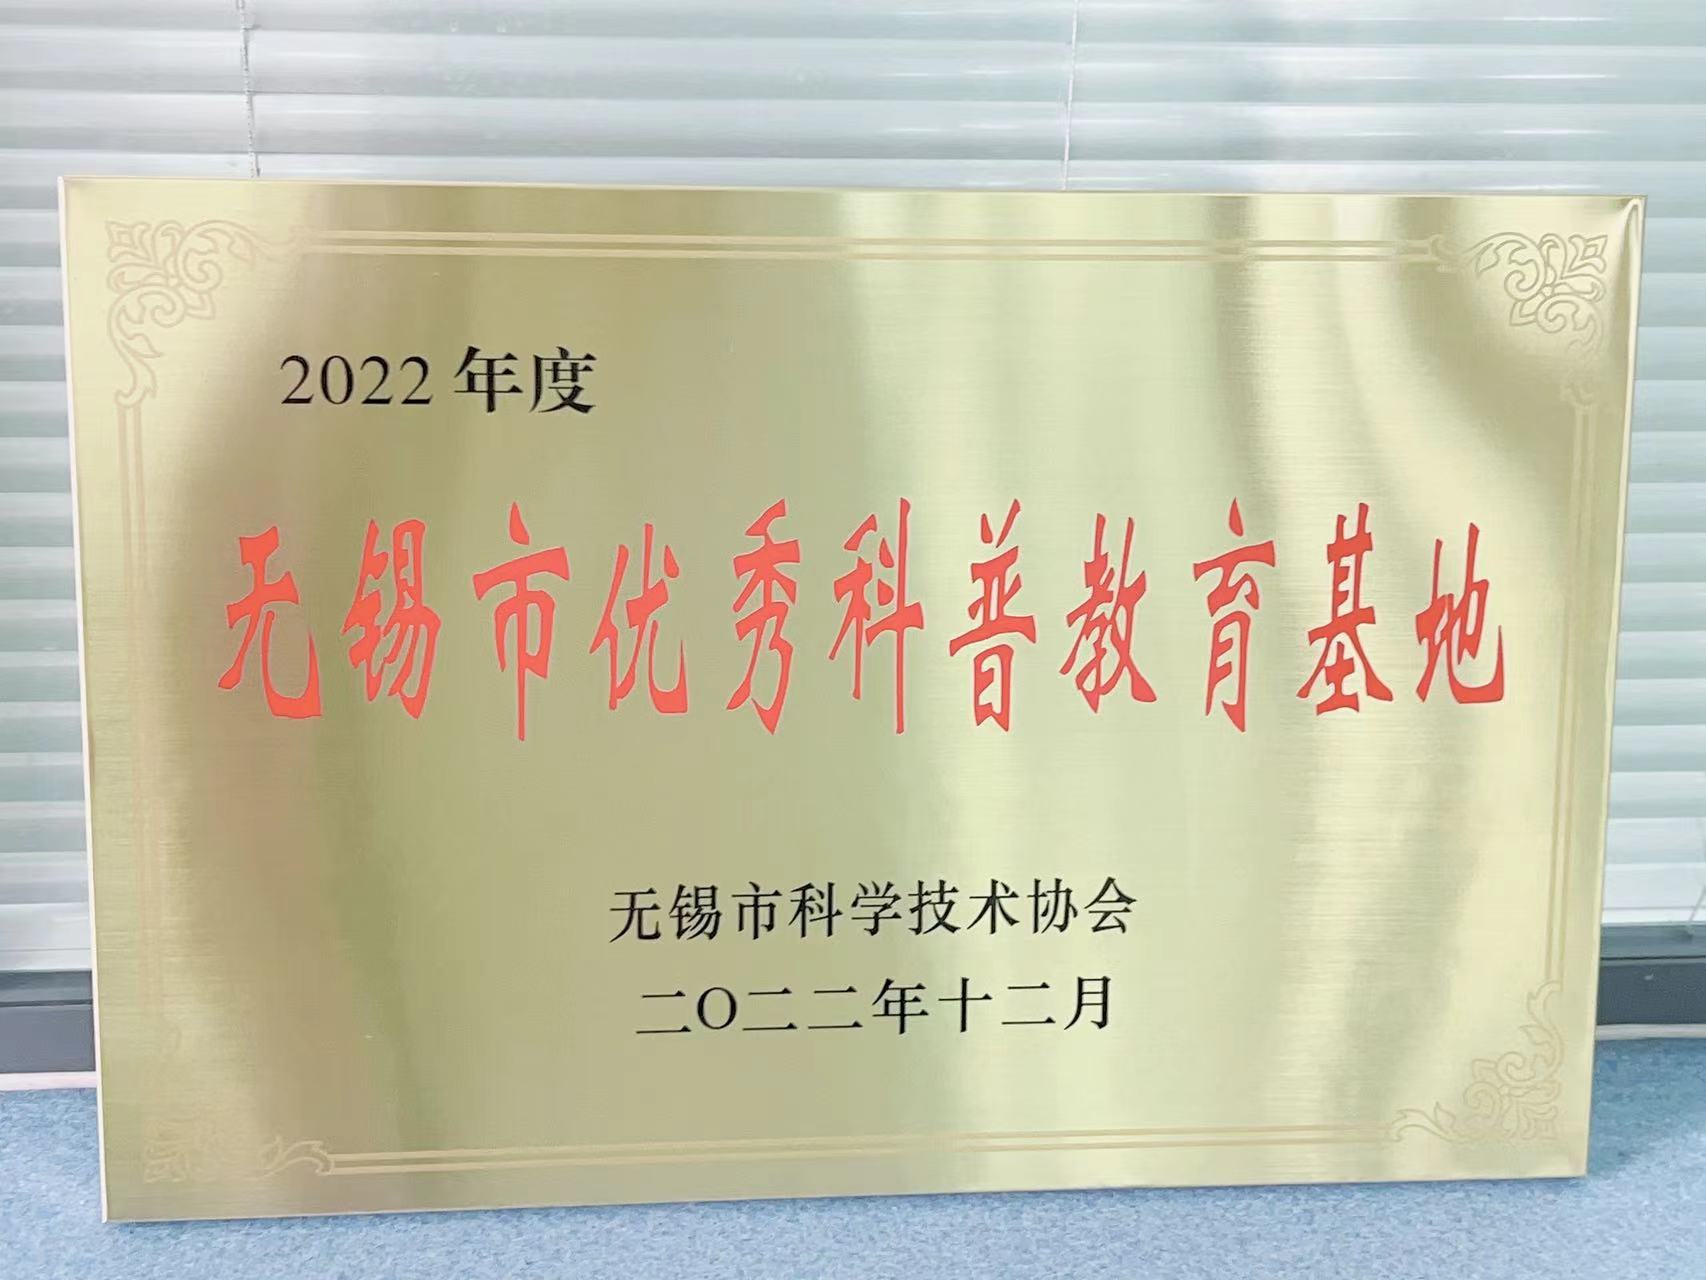 2022年度
无锡市优秀科普教育基地
无锡市科学技术协会
二〇二二年十二月